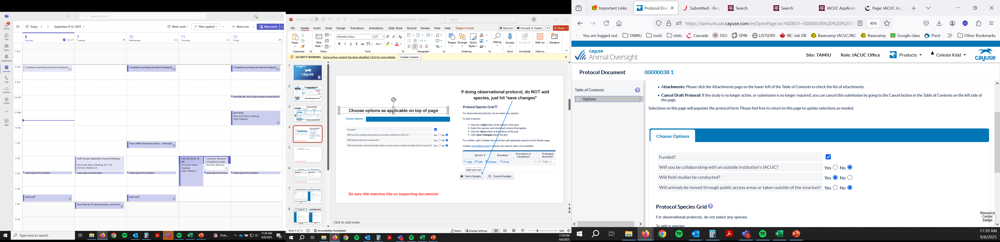 Search (Ctrl+E)
CK
Activity
Chat
Teams
Assignments
Calendar
Calls
OneDrive
Copilot
Apps
Today
September 8–12, 2025
Work week
Filter applied
Meet now
New event
8
Monday
17°
9
Tuesday
10
Wednesday
11
Thursday
12
Friday
7 AM
8 AM
9 AM
10 AM
11 AM
12 PM
1 PM
2 PM
3 PM
4 PM
5 PM
6 PM
Compliance printing and Record Keeping
Compliance printing and Record Keeping
Compliance printing and Record Keeping
Email IRB, IBC, IACUC chairs member training and Of
NSF RITEL
Microsoft Teams Meeting
Kidd, Celeste E
Texas A&M University System - Internatio
Staff Senate September General Meeting
Microsoft Teams Meeting; AIC 128
Romero, Rebecca D.
CAYUSE IACUC &
IBC
Microsoft Teams
Meeting
Kidd, Celeste E
Canceled: Research
Compliance Leads
Monthly Meeting
check tcgi.com for list below
check tcgi.com for list below
check tcgi.com for list below
check tcgi.com for list be
check tcgi.com for list below
kidd stuff
kidd stuff
Due Date for PI Questionnaire Laserfische
Type here to search
Vide...
11:39 AM
9/8/2025
AutoSave
On
Submit Your Next IACUC Protocol Using CAYUSE • Saved
Search
File
Home
Insert
Draw
Design
Transitions
Animations
Slide Show
Record
Review
View
Help
Shape Format
Record
Present in Teams
Share
Paste
New
Slide
Helvetica Now
27
Shapes
Arrange
Quick
Styles
Editing
Dictate
Sensitivity
Add-ins
Designer
Clipboard
Slides
Font
Paragraph
Drawing
Voice
Sensitivity
Add-ins
SECURITY WARNING Some active content has been disabled. Click for more details.
Enable Content
1
2
3
4
5
6
7
8
cayuse
Choose options as applicable on top of page
Choose Options
Funded?
Will you be collaborating with an outside institution's IACUC? Yes No
Will field studies be conducted? Yes No
Will animals be moved through public access areas or taken outside of the vivarium? Yes No
If doing observational protocol, do NOT add
species, just hit “save changes”
Protocol Species Grid
For observational protocols, do not select any species.
To add a species:
• Click the +Add button at the bottom of the grid.
• Select the species and check each column that applies.
• Click the Save button at the bottom of the grid.
• Click Save Changes below the grid.
For cichlids, add Cichlidae here and then add applicable species to the Strains page.
Contact iacuc@tamiu.edu if species you want to add is not available.
Species
Breeding?
Procedures or
Exceptions?
Prolonged
Restraint?
+ Add
Edit
Delete
Find
Page 1
Add new row
Save changes
Cancel changes
Be sure title matches title on supporting documents!
Click to add notes
Slide 4 of 12
Accessibility: Investigate
Notes
Display Settings
54%
11:39 AM
9/8/2025
Important Links
Protocol Docu
Submitted - Req
Search
Search
IACUC Applicatio
Page: IACUC App
https://tamiur4.uat.cayuse.com/esOpenPage.wc?400031~00000038%20%20%20%
90%
You are logged out.
TAMIU
tools
stats
Cascade
SSO
SPIN
LISTSERV
IBC risk DB
Basecamp IACUC/IBC
Basecamp
Google class
Pivot
Other Bookmarks
cayuse
Animal Oversight
Site: TAMIU
Role: IACUC Office
Products
Celeste Kidd
cayuse
Protocol Document
00000038 1
Table of Contents
Options
• Attachments: Please click the Attachments page on the lower left of the Table of Contents to check the list of attachments.
• Cancel Draft Protocol: If the study is no longer active, or submission is no longer required, you can cancel this submission by going to the Cancel button in the Table of Contents on the left side of
the page.
Selections on this page will populate the protocol form. Please feel free to return to this page to update selections as needed.
Choose Options
Funded?
Will you be collaborating with an outside institution's IACUC? Yes No
Will field studies be conducted? Yes No
Will animals be moved through public access areas or taken outside of the vivarium? Yes No
Protocol Species Grid
For observational protocols, do not select any species.
To add a species:
Resource
Center
badge
11:39 AM
9/8/2025